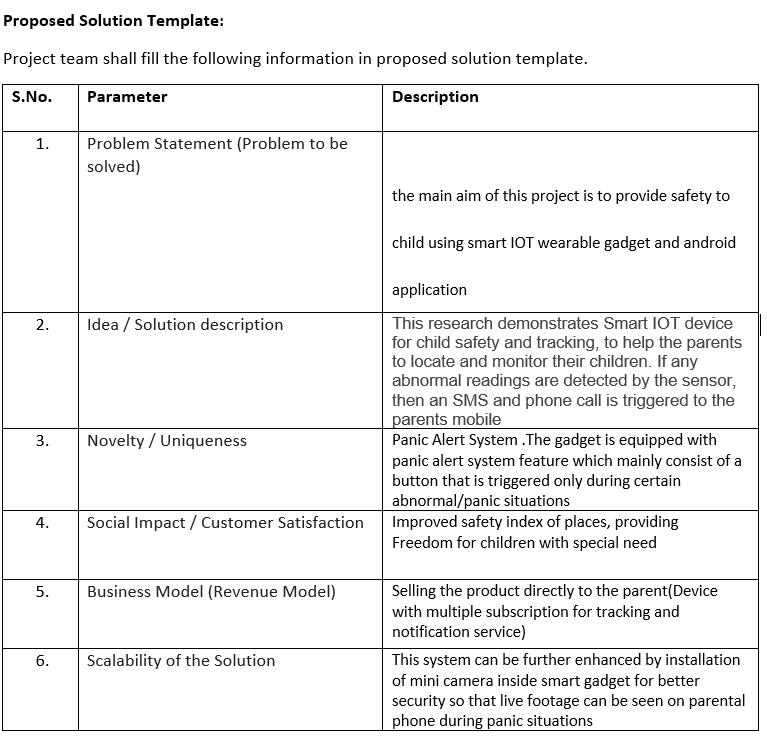 Proposed Solution Template:
Project team shall fill the following information in proposed solution template.
S.No. Parameter Description
1. Problem Statement (Problem to be
solved)
the main aim of this project is to provide safety to
child using smart IOT wearable gadget and android
application
2. Idea / Solution description This research demonstrates Smart IOT device
for child safety and tracking, to help the parents
to locate and monitor their children. If any
abnormal readings are detected by the sensor,
then an SMS and phone call is triggered to the
parents mobile
3. Novelty / Uniqueness Panic Alert System .The gadget is equipped with
panic alert system feature which mainly consist of a
button that is triggered only during certain
abnormal/panic situations
4. Social Impact / Customer Satisfaction Improved safety index of places, providing
Freedom for children with special need
5. Business Model (Revenue Model) Selling the product directly to the parent(Device
with multiple subscription for tracking and
notification service)
6. Scalability of the Solution This system can be further enhanced by installation
of mini camera inside smart gadget for better
security so that live footage can be seen on parental
phone during panic situations